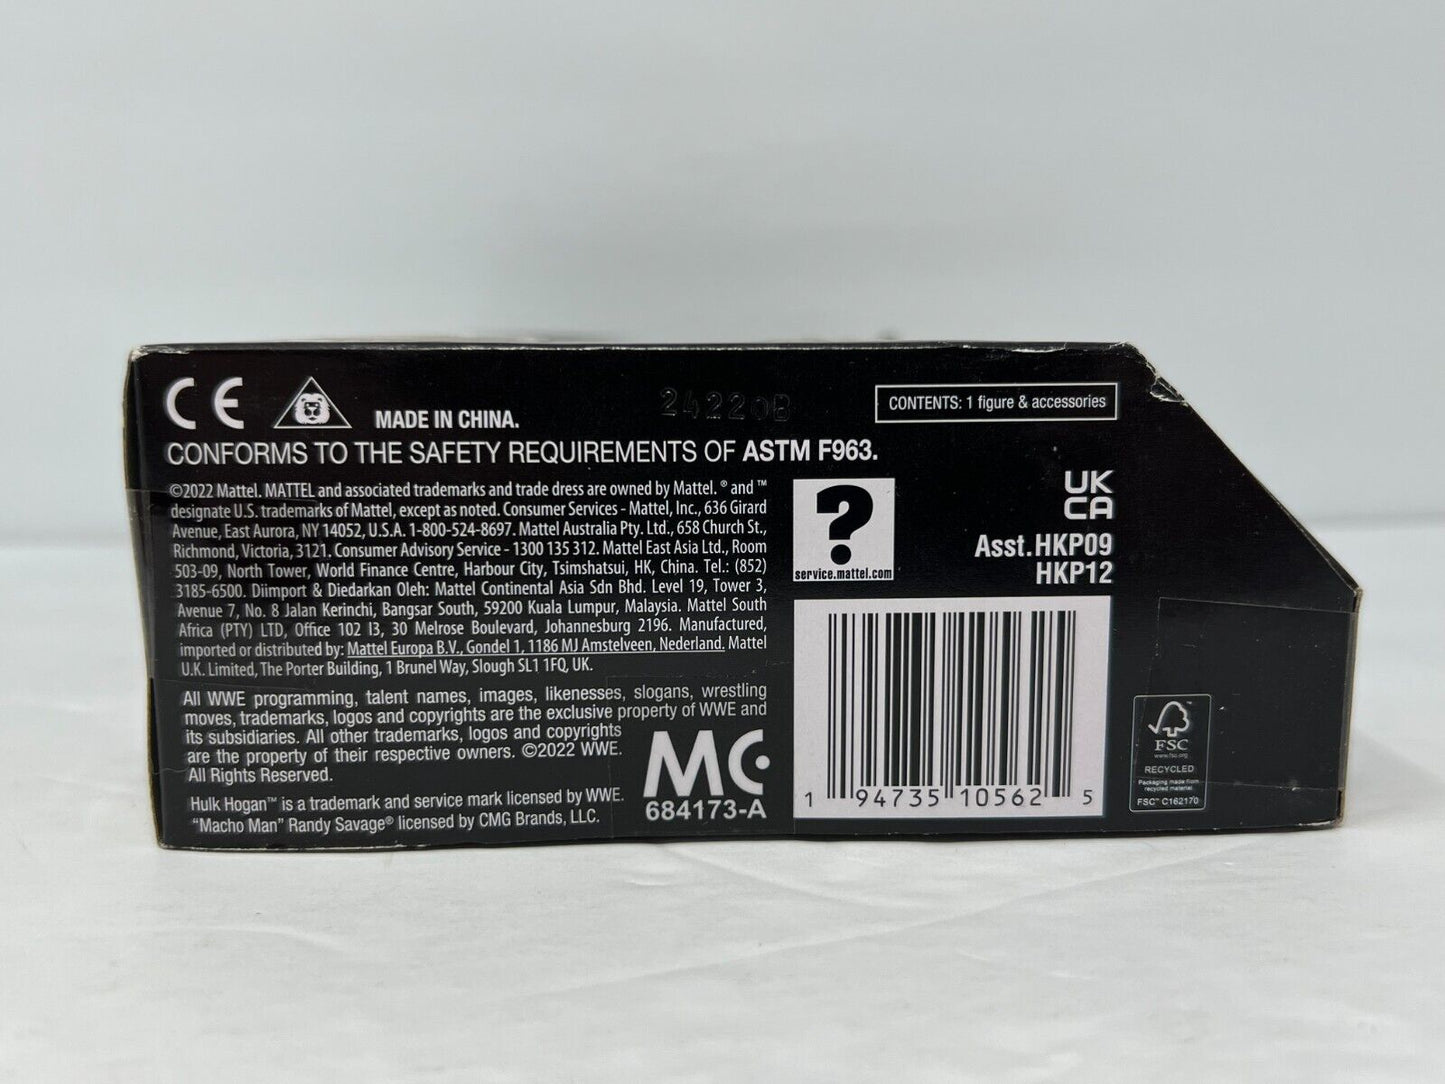 CE
MADE IN CHINA.
24220B
CONTENTS: 1 figure & accessories
CONFORMS TO THE SAFETY REQUIREMENTS OF ASTM F963.
©2022 Mattel. MATTEL and associated trademarks and trade dress are owned by Mattel. ® and ™
designate U.S. trademarks of Mattel, except as noted. Consumer Services - Mattel, Inc., 636 Girard
Avenue, East Aurora, NY 14052, U.S.A. 1-800-524-8697. Mattel Australia Pty. Ltd., 658 Church St.,
Richmond, Victoria, 3121. Consumer Advisory Service - 1300 135 312. Mattel East Asia Ltd., Room
503-09, North Tower, World Finance Centre, Harbour City, Tsimshatsui, HK, China. Tel.: (852)
3185-6500. Diimport & Diedarkan Oleh: Mattel Continental Asia Sdn Bhd. Level 19, Tower 3,
Avenue 7, No. 8 Jalan Kerinchi, Bangsar South, 59200 Kuala Lumpur, Malaysia. Mattel South
Africa (PTY) LTD, Office 102 I3, 30 Melrose Boulevard, Johannesburg 2196. Manufactured,
imported or distributed by: Mattel Europa B.V., Gondel 1, 1186 MJ Amstelveen, Nederland. Mattel
U.K. Limited, The Porter Building, 1 Brunel Way, Slough SL1 1FQ, UK.
All WWE programming, talent names, images, likenesses, slogans, wrestling
moves, trademarks, logos and copyrights are the exclusive property of WWE and
its subsidiaries. All other trademarks, logos and copyrights
are the property of their respective owners. ©2022 WWE.
All Rights Reserved.
Hulk Hogan™ is a trademark and service mark licensed by WWE.
"Macho Man" Randy Savage® licensed by CMG Brands, LLC.
MC
684173-A
?
service.mattel.com
UK
CA
Asst. HKP09
HKP12
1 94735 10562 5
FSC
www.fsc.org
RECYCLED
Packaging made from
recycled material
FSC™ C162170